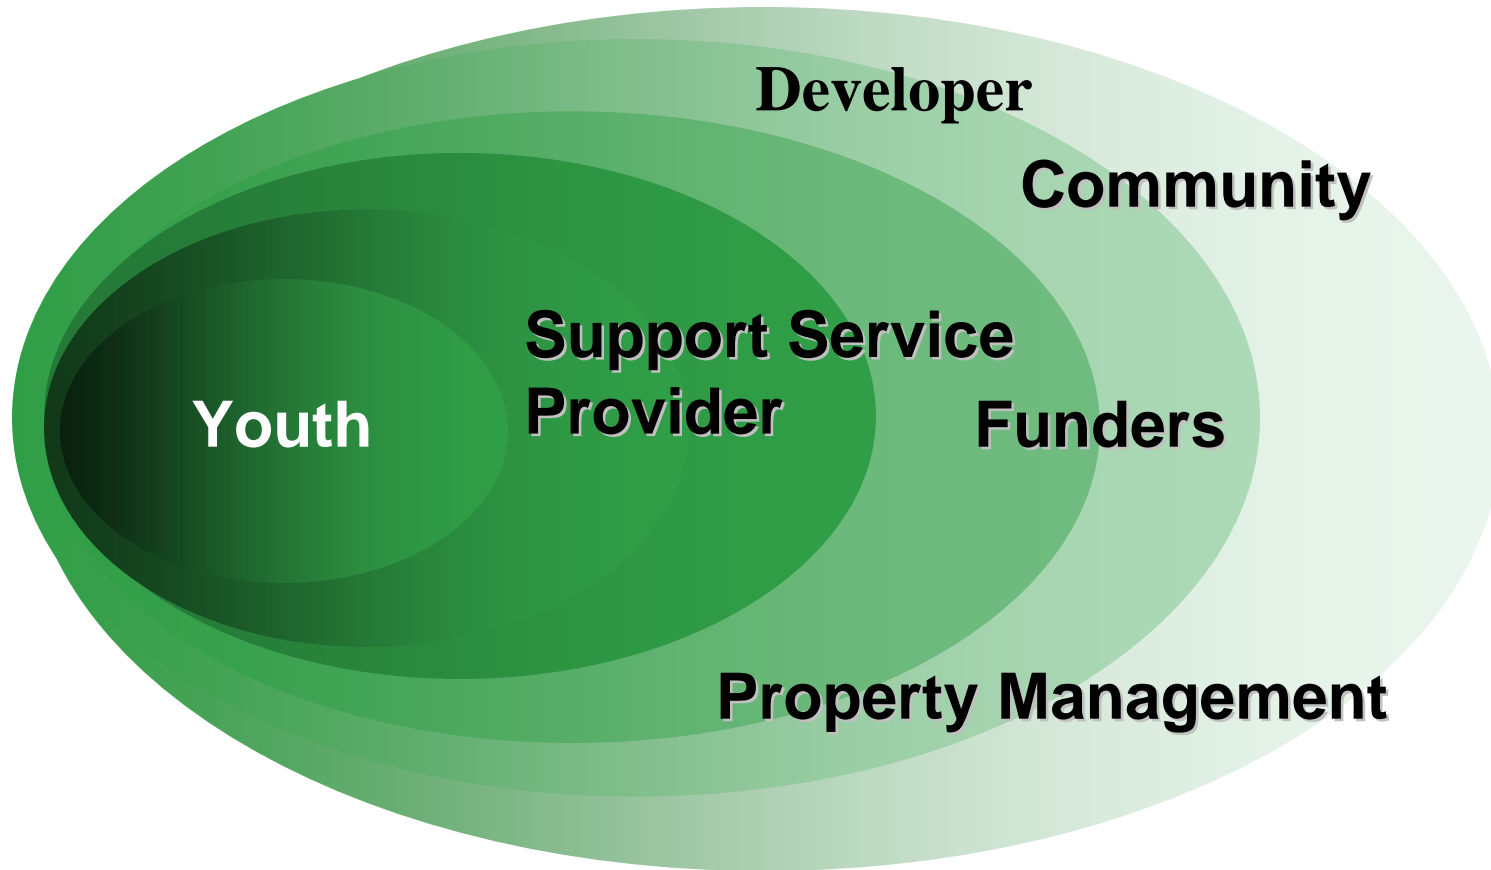 Developer
Community
Support Service
Provider
Youth
Funders
Property Management